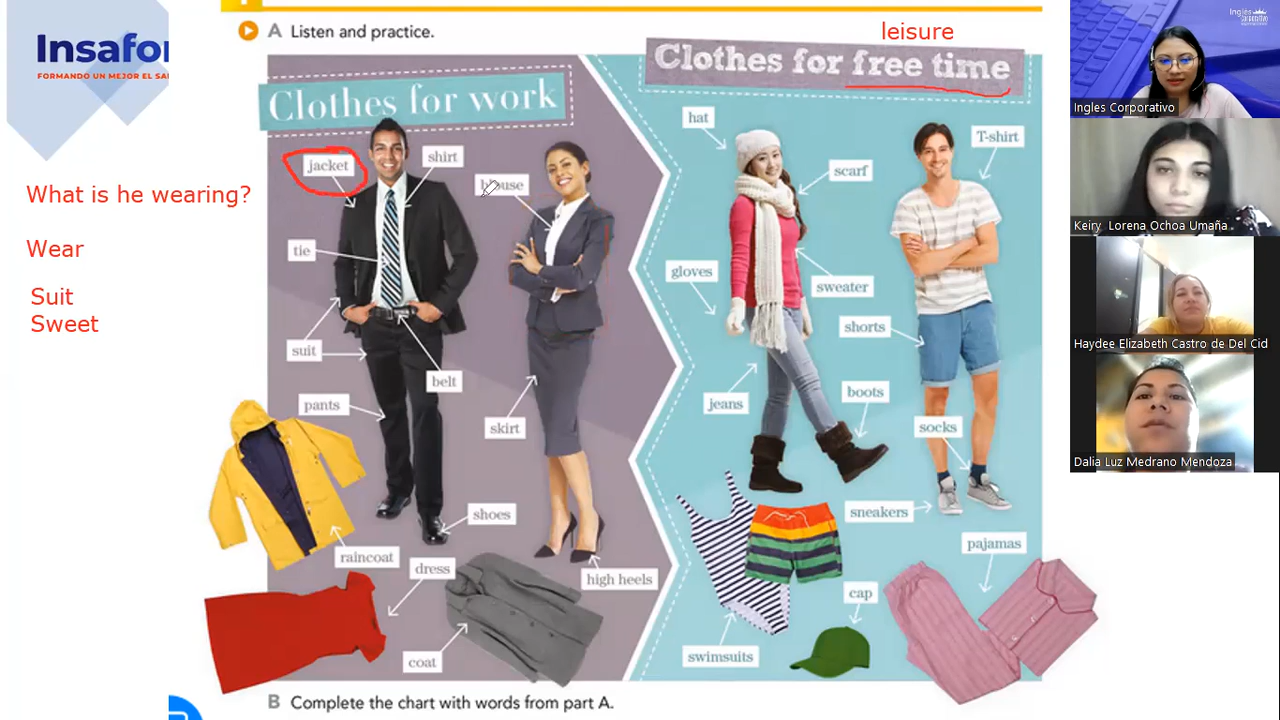 Insafor
FORMANDO UN MEJOR EL SA
A Listen and practice.
leisure
Clothes for work
Clothes for free time
What is he wearing?
Wear
Suit
Sweet
jacket
shirt
tie
suit
belt
pants
skirt
shoes
raincoat
dress
high heels
coat
hat
T-shirt
scarf
gloves
sweater
shorts
jeans
boots
socks
sneakers
pajamas
cap
swimsuits
B Complete the chart with words from part A.
Ingles
Ingles Corporativo
Keiry Lorena Ochoa Umaña
Haydee Elizabeth Castro de Del Cid
Dalia Luz Medrano Mendoza